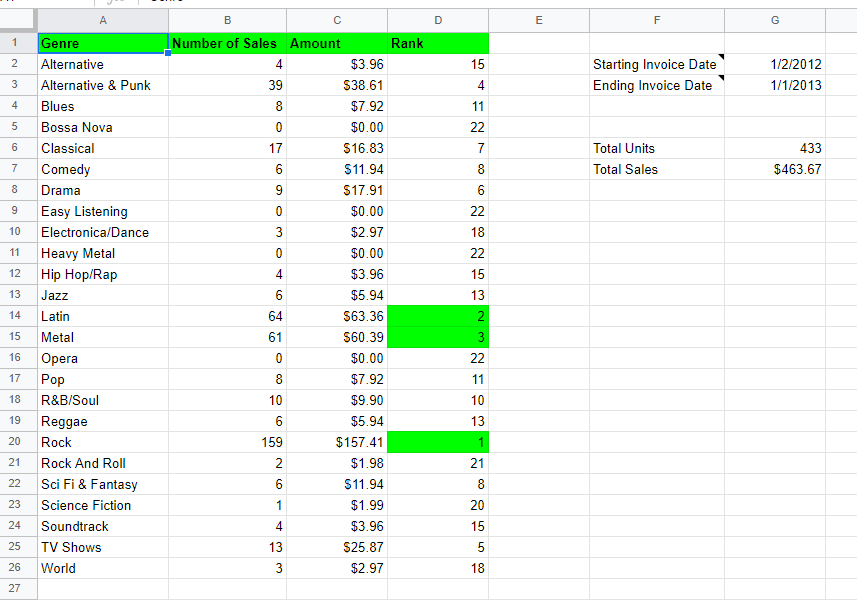 A B C D E F G
1 Genre Number of Sales Amount Rank
2 Alternative 4 $3.96 15 Starting Invoice Date 1/2/2012
3 Alternative & Punk 39 $38.61 4 Ending Invoice Date 1/1/2013
4 Blues 8 $7.92 11
5 Bossa Nova 0 $0.00 22
6 Classical 17 $16.83 7 Total Units 433
7 Comedy 6 $11.94 8 Total Sales $463.67
8 Drama 9 $17.91 6
9 Easy Listening 0 $0.00 22
10 Electronica/Dance 3 $2.97 18
11 Heavy Metal 0 $0.00 22
12 Hip Hop/Rap 4 $3.96 15
13 Jazz 6 $5.94 13
14 Latin 64 $63.36 2
15 Metal 61 $60.39 3
16 Opera 0 $0.00 22
17 Pop 8 $7.92 11
18 R&B/Soul 10 $9.90 10
19 Reggae 6 $5.94 13
20 Rock 159 $157.41 1
21 Rock And Roll 2 $1.98 21
22 Sci Fi & Fantasy 6 $11.94 8
23 Science Fiction 1 $1.99 20
24 Soundtrack 4 $3.96 15
25 TV Shows 13 $25.87 5
26 World 3 $2.97 18
27